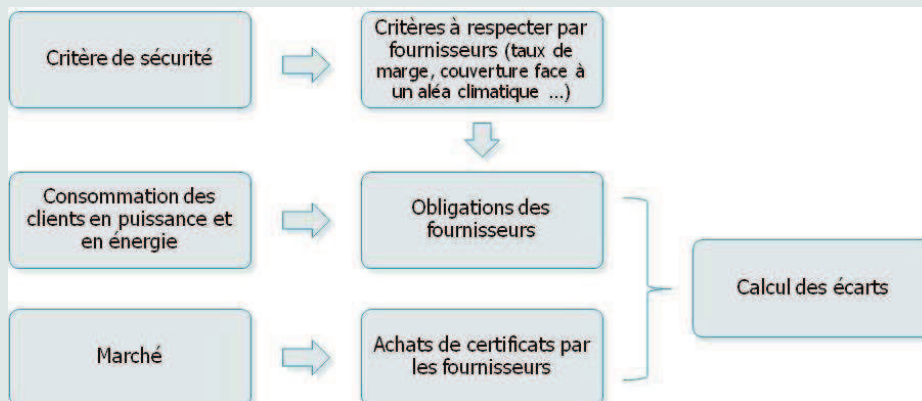 Critère de sécurité
Critères à respecter par
fournisseurs (taux de
marge, couverture face à
un aléa climatique ...)
Consommation des
clients en puissance et
en énergie
Obligations des
fournisseurs
Calcul des écarts
Marché
Achats de certificats par
les fournisseurs